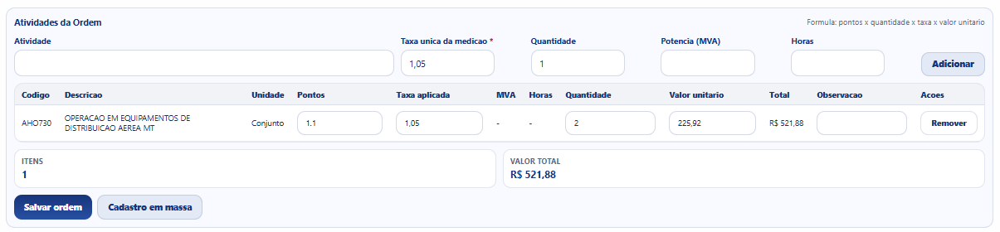 Atividades da Ordem
Formula: pontos x quantidade x taxa x valor unitario
Atividade
Taxa unica da medicao *
Quantidade
Potencia (MVA)
Horas
1,05
1
Adicionar
Codigo
Descricao
Unidade
Pontos
Taxa aplicada
MVA
Horas
Quantidade
Valor unitario
Total
Observacao
Acoes
AHO730
OPERACAO EM EQUIPAMENTOS DE
DISTRIBUICAO AEREA MT
Conjunto
1.1
1,05
-
-
2
225,92
R$ 521,88
Remover
ITENS
1
VALOR TOTAL
R$ 521,88
Salvar ordem
Cadastro em massa